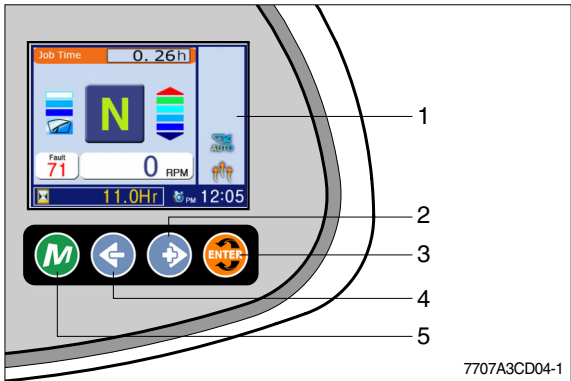 Job Time 0.26h
N
AUTO
Fault
71
0 RPM
11.0Hr PM 12:05
M ENTER
1
2
3
4
5
7707A3CD04-1